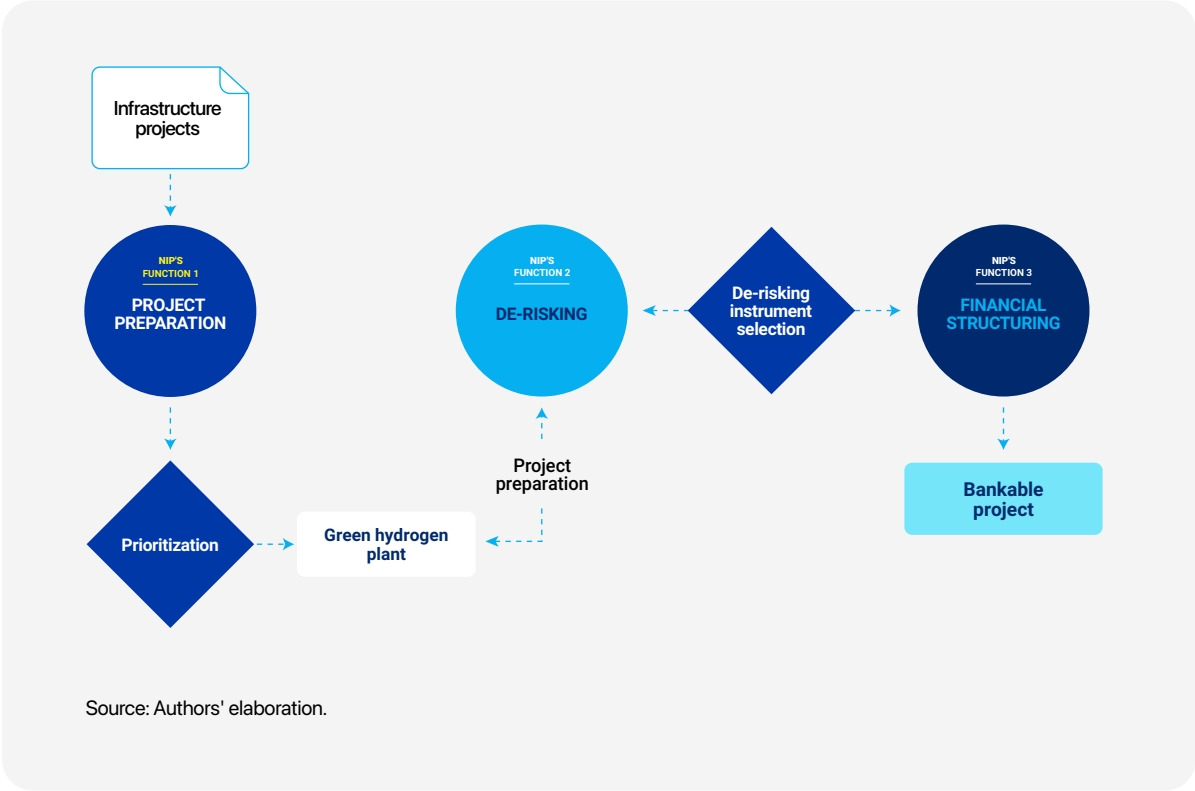 Infrastructure
projects
NIP'S
FUNCTION 1
PROJECT
PREPARATION
Prioritization
Green hydrogen
plant
Project
preparation
NIP'S
FUNCTION 2
DE-RISKING
De-risking
instrument
selection
NIP'S
FUNCTION 3
FINANCIAL
STRUCTURING
Bankable
project
Source: Authors' elaboration.